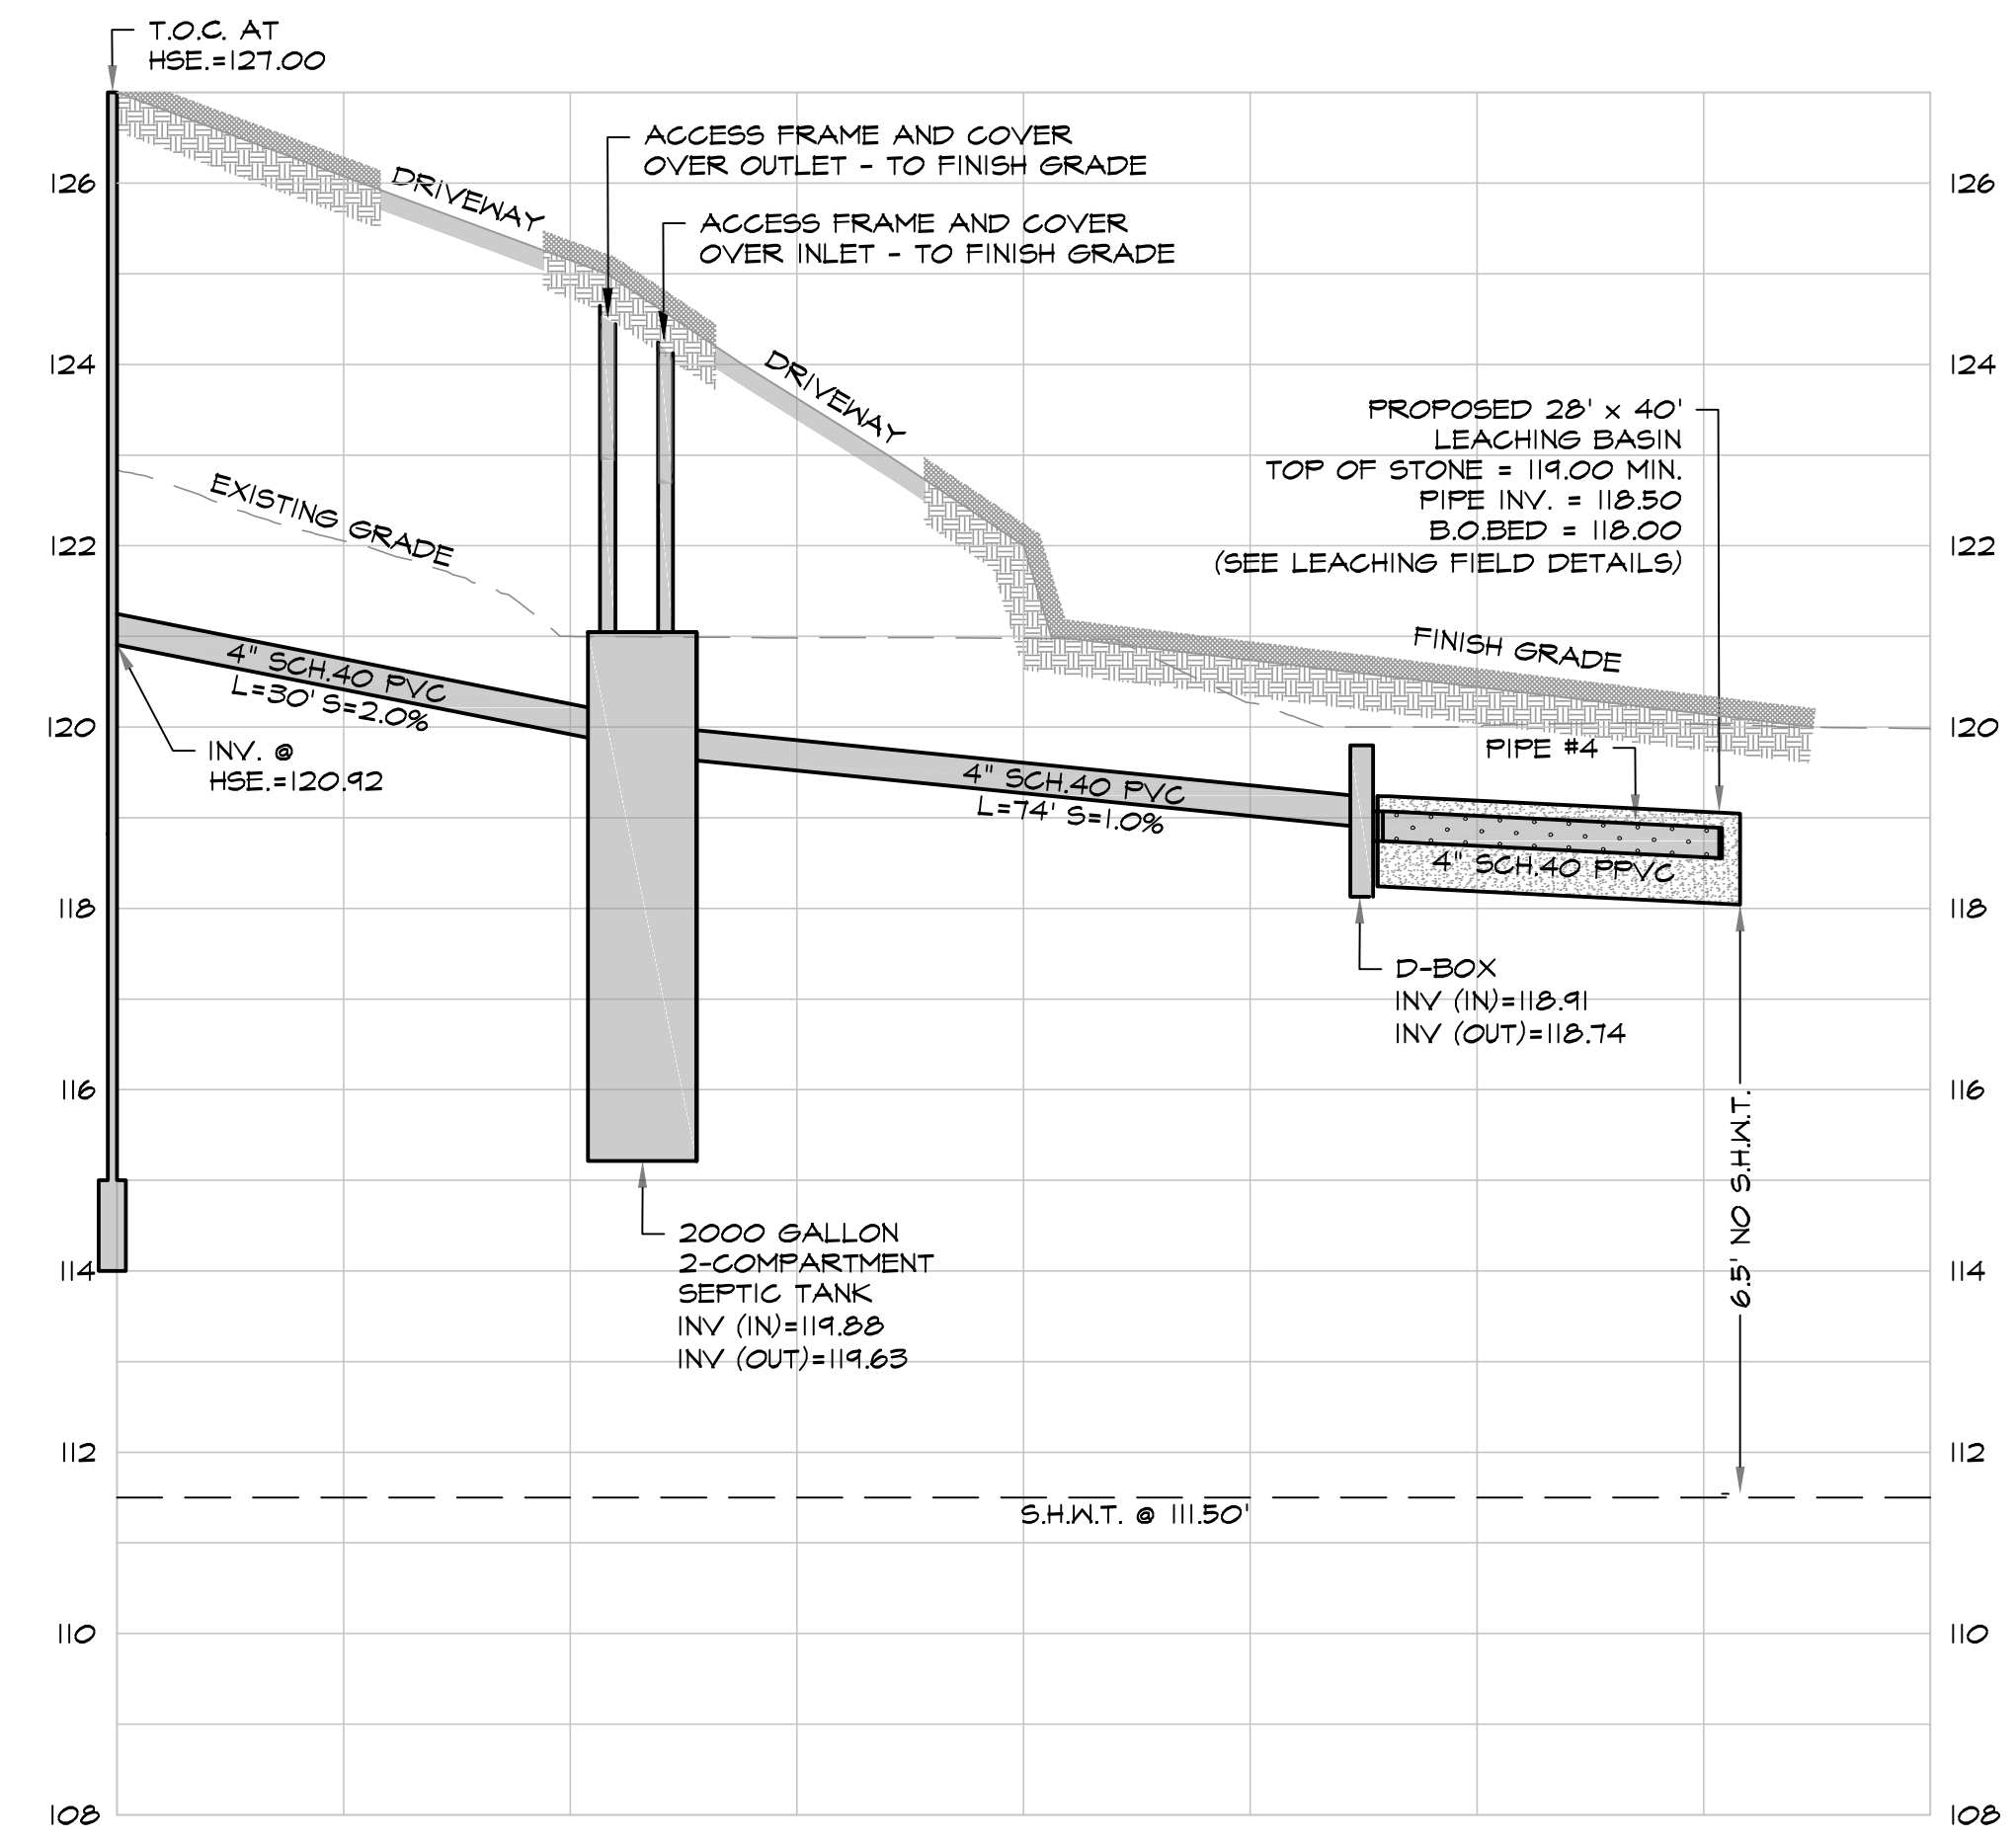 T.O.C. AT
HSE.=127.00
ACCESS FRAME AND COVER
OVER OUTLET - TO FINISH GRADE
ACCESS FRAME AND COVER
OVER INLET - TO FINISH GRADE
DRIVEWAY
DRIVEWAY
EXISTING GRADE
PROPOSED 28' x 40'
LEACHING BASIN
TOP OF STONE = 119.00 MIN.
PIPE INV. = 118.50
B.O.BED = 118.00
(SEE LEACHING FIELD DETAILS)
FINISH GRADE
4" SCH.40 PVC
L=30' S=2.0%
INV. @
HSE.=120.92
PIPE #4
4" SCH.40 PVC
L=74' S=1.0%
4" SCH.40 PPVC
D-BOX
INV (IN)=118.91
INV (OUT)=118.74
6.5' NO S.H.W.T.
2000 GALLON
2-COMPARTMENT
SEPTIC TANK
INV (IN)=119.88
INV (OUT)=119.63
S.H.W.T. @ 111.50'
126
124
122
120
118
116
114
112
110
108
126
124
122
120
118
116
114
112
110
108